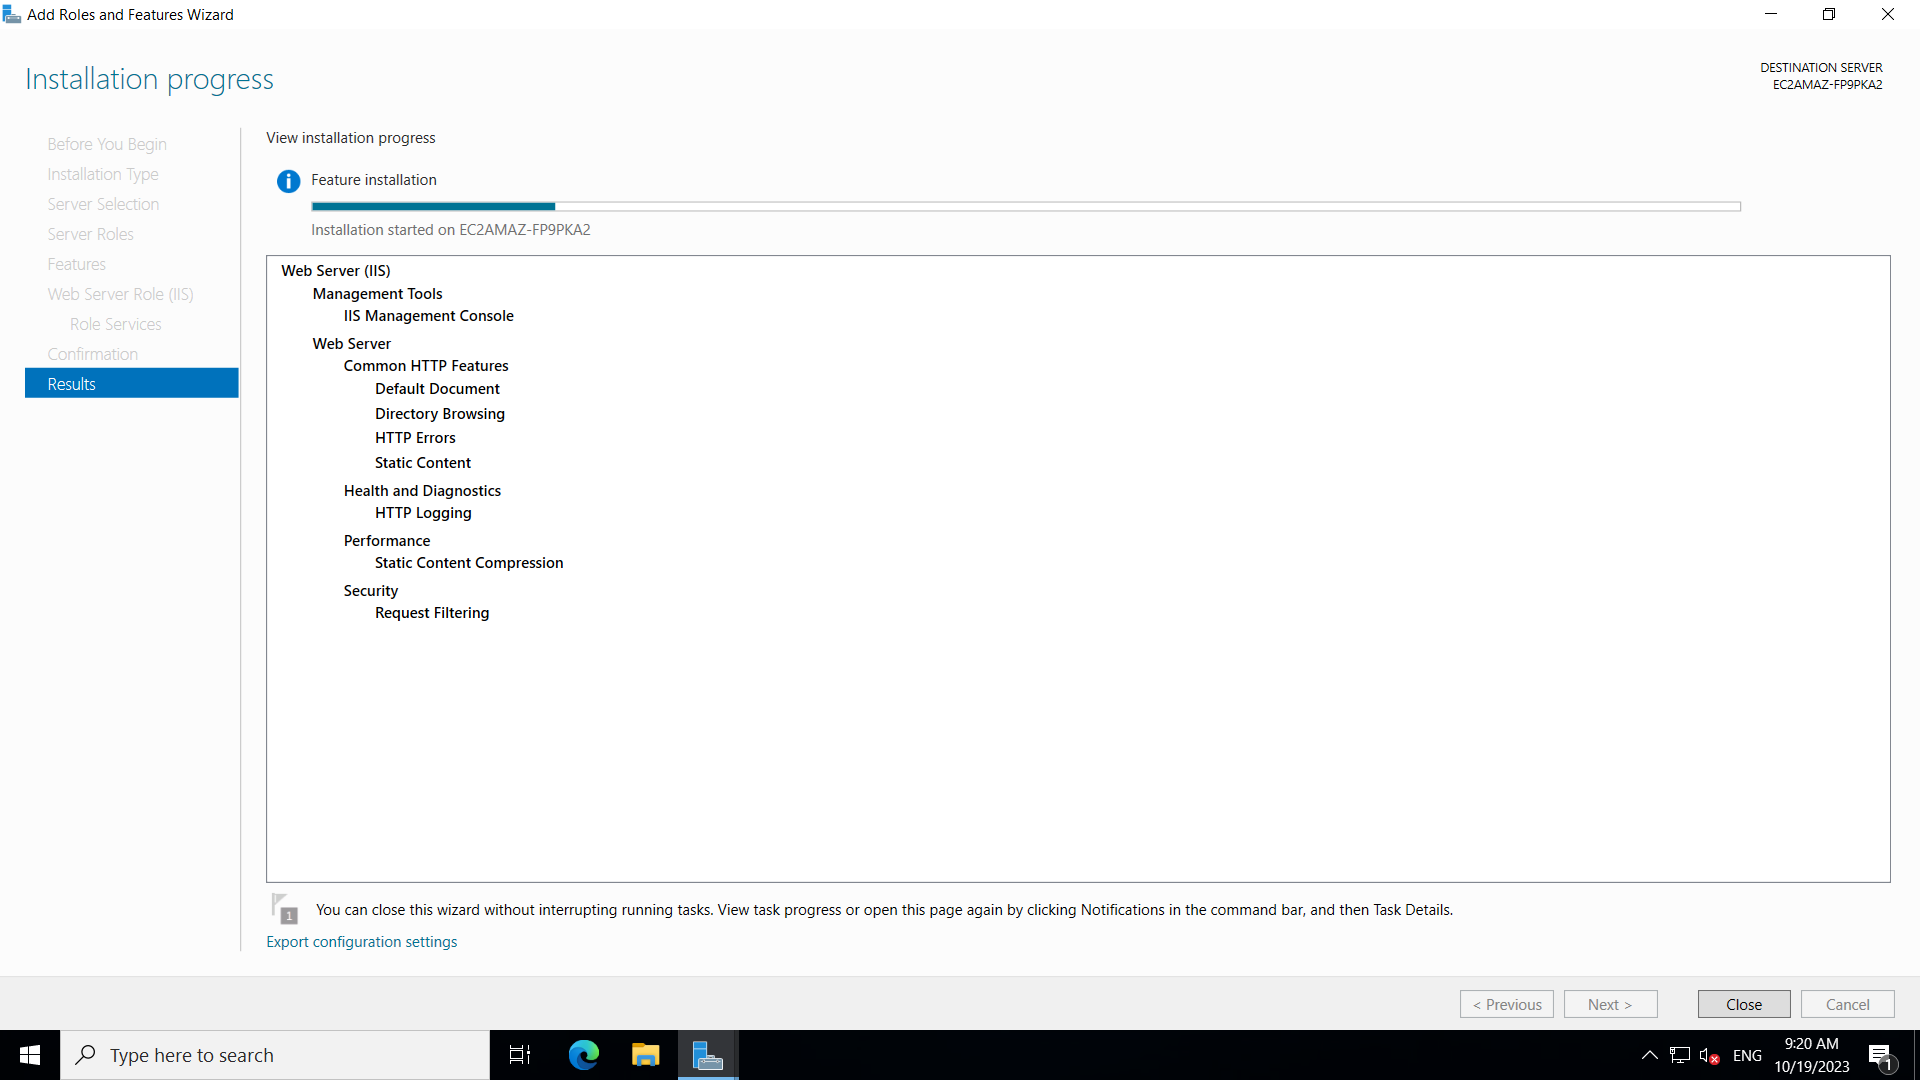 Add Roles and Features Wizard
Installation progress
DESTINATION SERVER
EC2AMAZ-FP9PKA2
Before You Begin
Installation Type
Server Selection
Server Roles
Features
Web Server Role (IIS)
Role Services
Confirmation
Results
View installation progress
Feature installation
Installation started on EC2AMAZ-FP9PKA2
Web Server (IIS)
Management Tools
IIS Management Console
Web Server
Common HTTP Features
Default Document
Directory Browsing
HTTP Errors
Static Content
Health and Diagnostics
HTTP Logging
Performance
Static Content Compression
Security
Request Filtering
1
You can close this wizard without interrupting running tasks. View task progress or open this page again by clicking Notifications in the command bar, and then Task Details.
Export configuration settings
< Previous
Next >
Close
Cancel
Type here to search
ENG
9:20 AM
10/19/2023
1